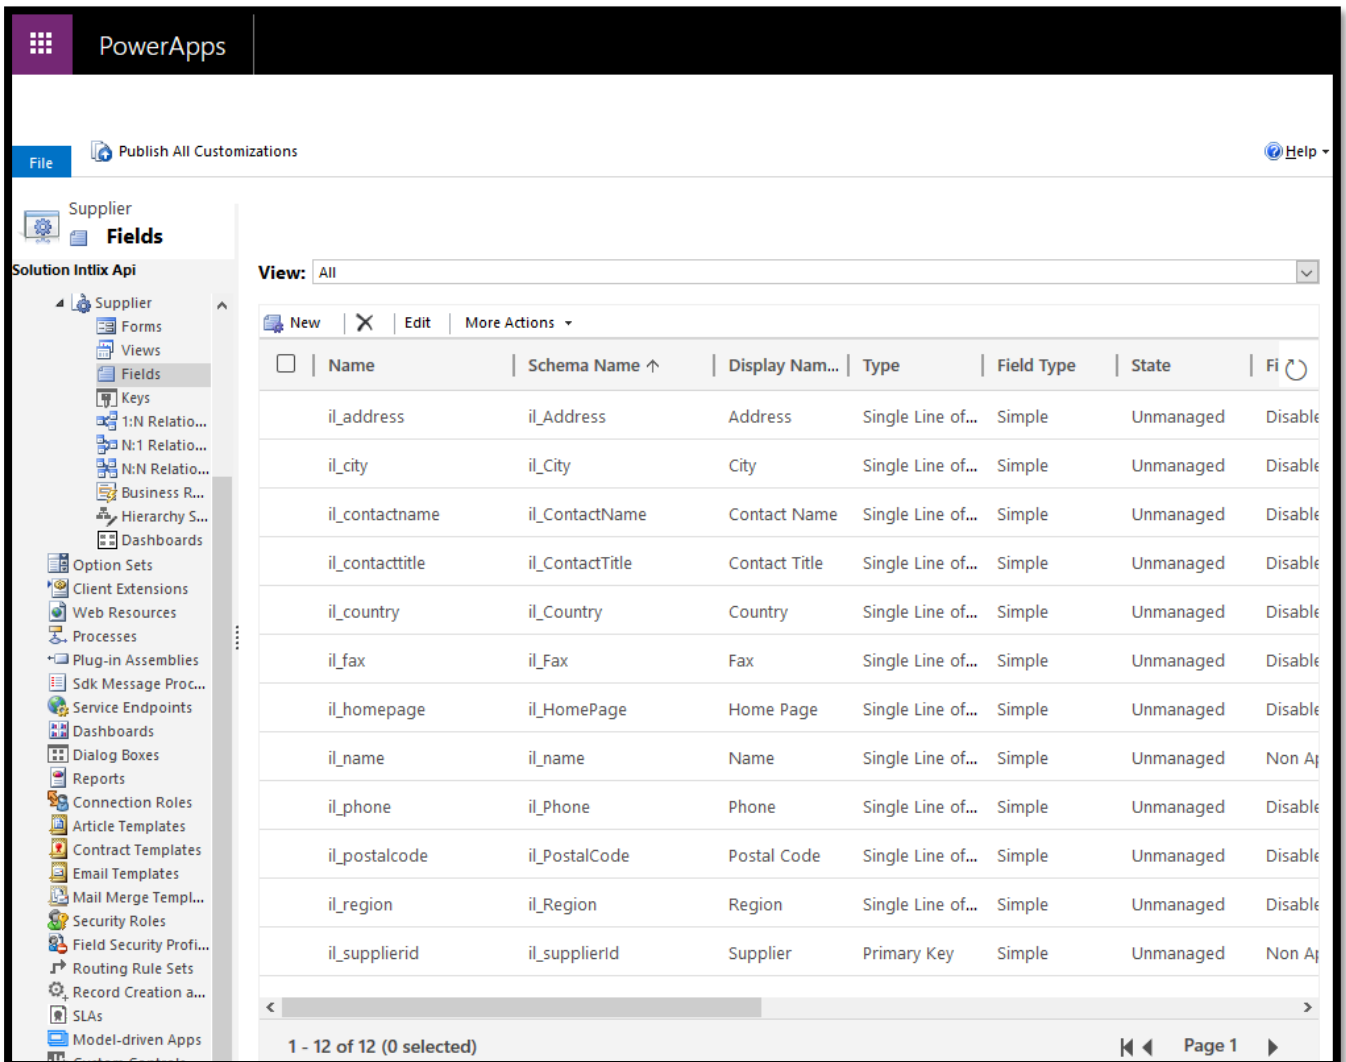 PowerApps
File
Publish All Customizations
Help
Supplier
Fields
Solution Intlix Api
Supplier
Forms
Views
Fields
Keys
1:N Relatio...
N:1 Relatio...
N:N Relatio...
Business R...
Hierarchy S...
Dashboards
Option Sets
Client Extensions
Web Resources
Processes
Plug-in Assemblies
Sdk Message Proc...
Service Endpoints
Dashboards
Dialog Boxes
Reports
Connection Roles
Article Templates
Contract Templates
Email Templates
Mail Merge Templ...
Security Roles
Field Security Profi...
Routing Rule Sets
Record Creation a...
SLAs
Model-driven Apps
View: All
New Edit More Actions
Name Schema Name Display Nam... Type Field Type State Fi
il_address il_Address Address Single Line of... Simple Unmanaged Disable
il_city il_City City Single Line of... Simple Unmanaged Disable
il_contactname il_ContactName Contact Name Single Line of... Simple Unmanaged Disable
il_contacttitle il_ContactTitle Contact Title Single Line of... Simple Unmanaged Disable
il_country il_Country Country Single Line of... Simple Unmanaged Disable
il_fax il_Fax Fax Single Line of... Simple Unmanaged Disable
il_homepage il_HomePage Home Page Single Line of... Simple Unmanaged Disable
il_name il_name Name Single Line of... Simple Unmanaged Non Ap
il_phone il_Phone Phone Single Line of... Simple Unmanaged Disable
il_postalcode il_PostalCode Postal Code Single Line of... Simple Unmanaged Disable
il_region il_Region Region Single Line of... Simple Unmanaged Disable
il_supplierid il_supplierId Supplier Primary Key Simple Unmanaged Non Ap
1 - 12 of 12 (0 selected) Page 1